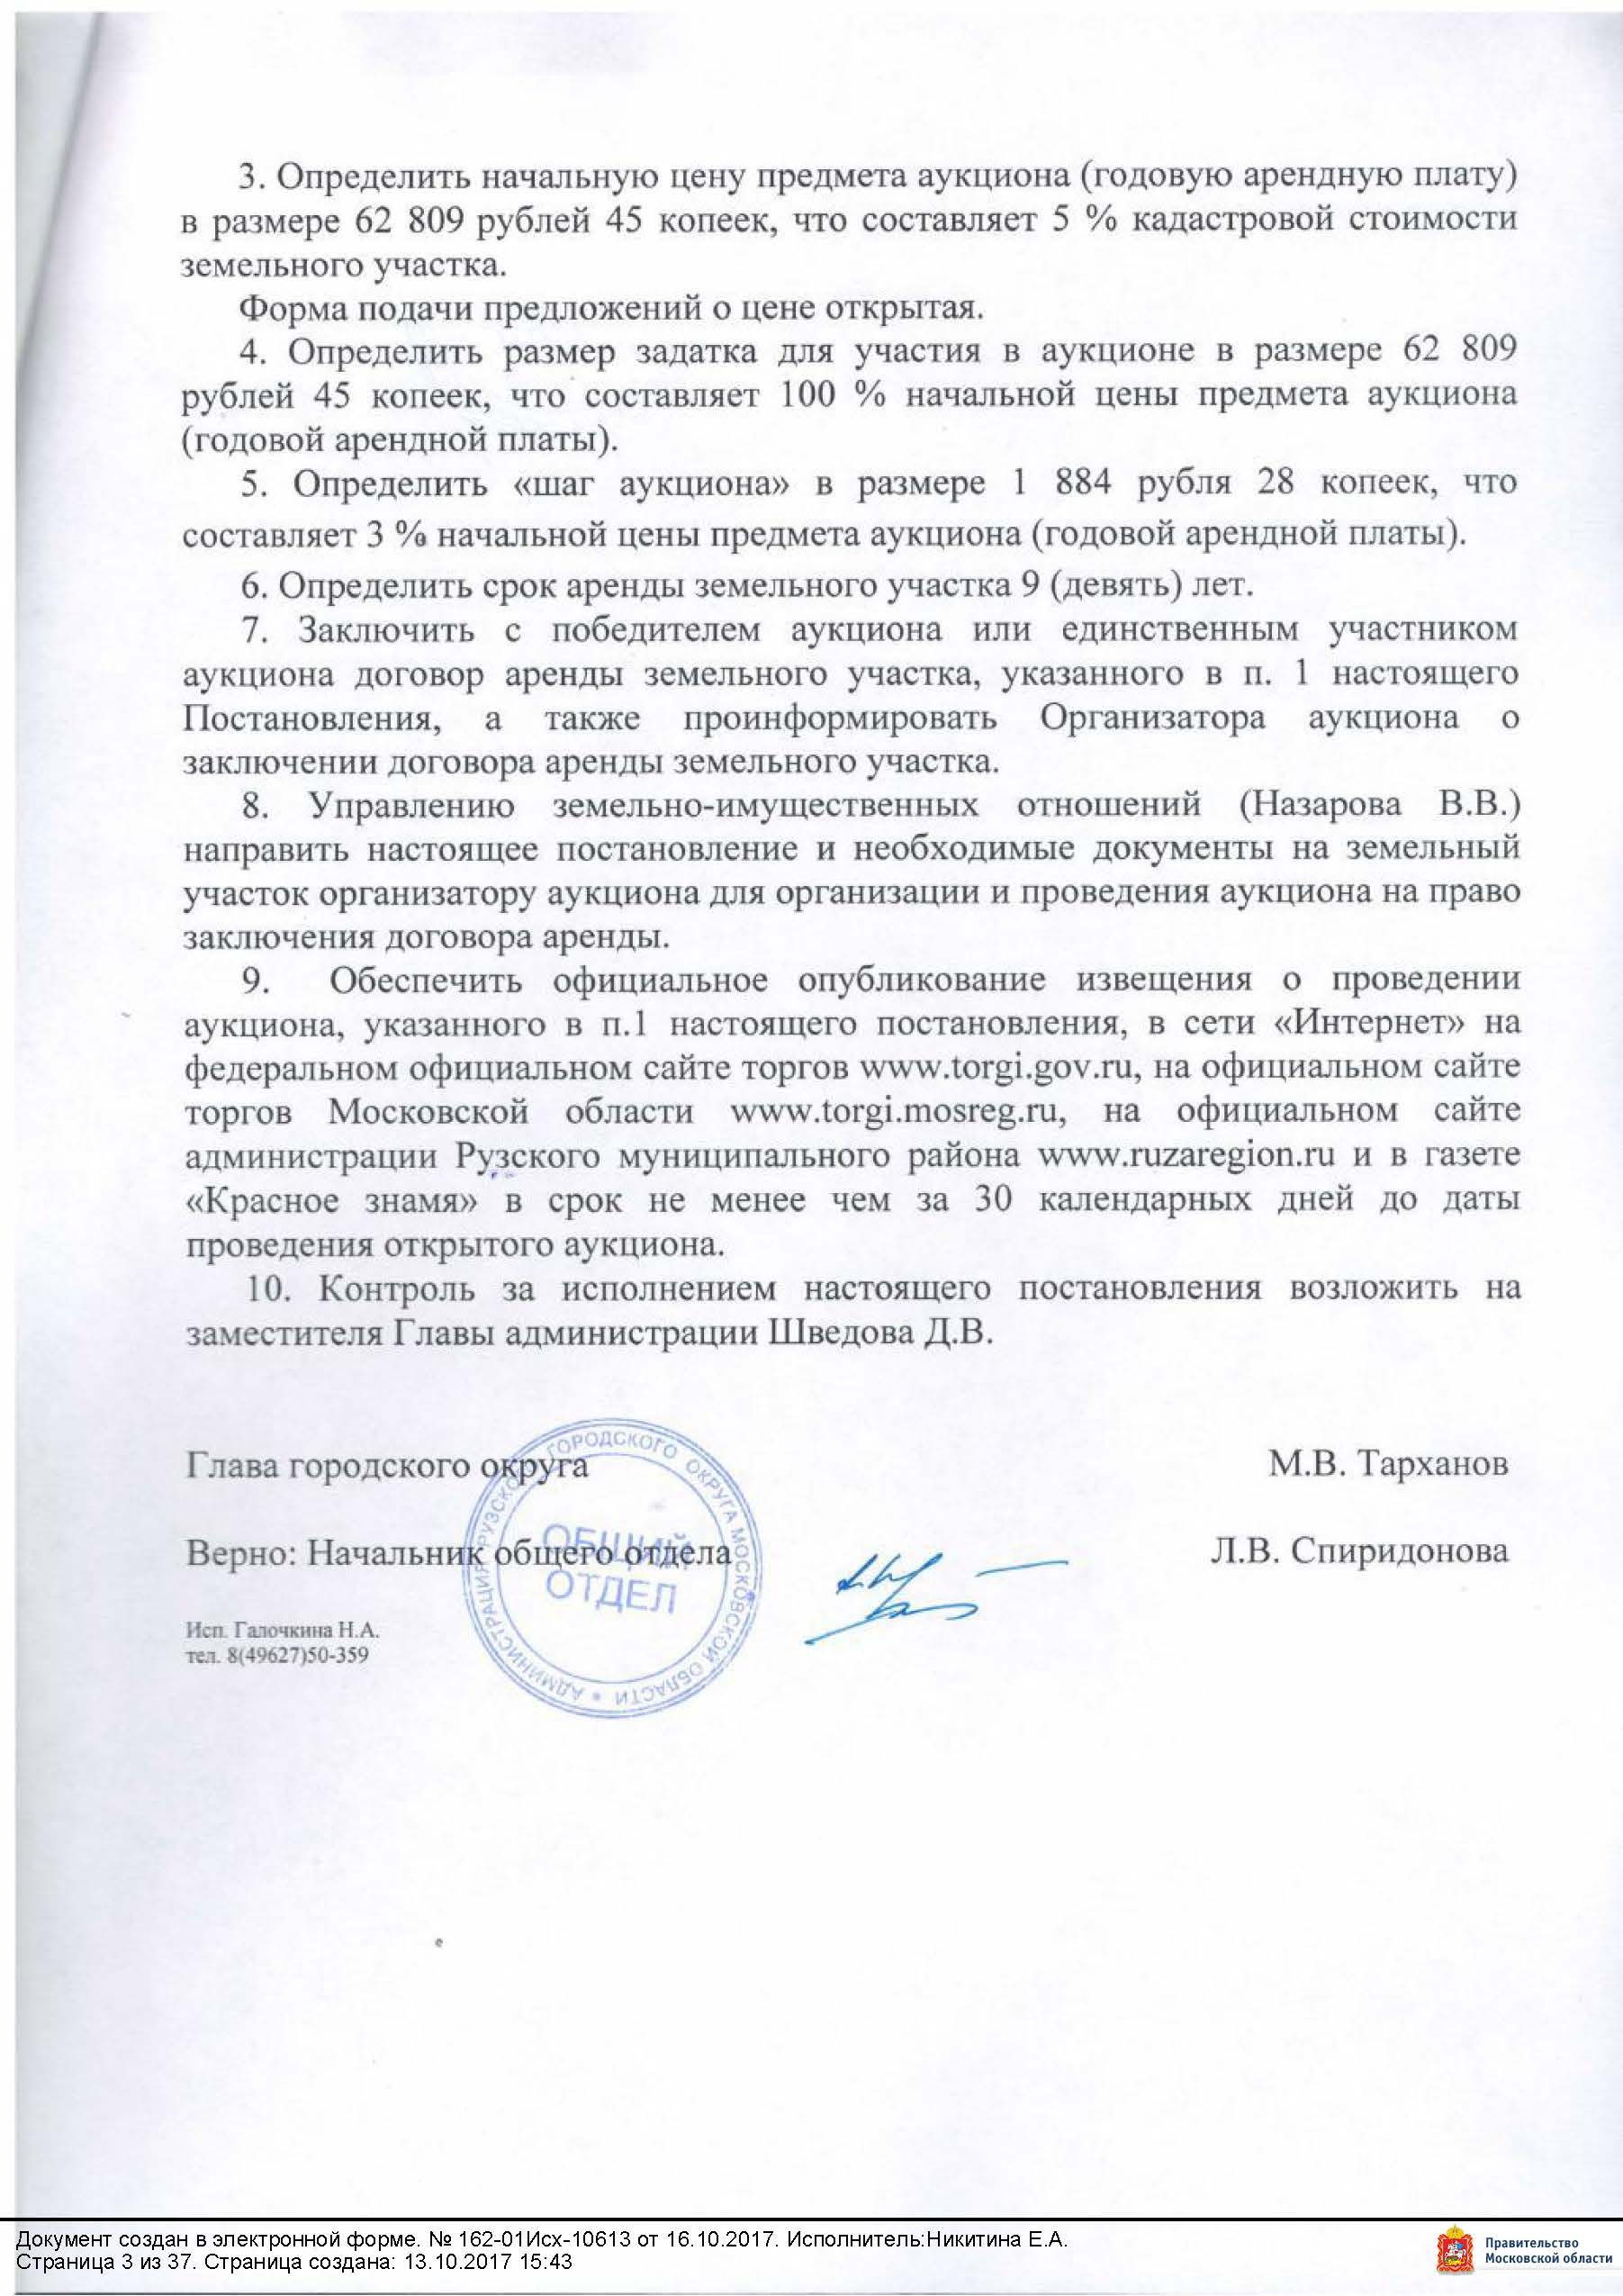 3. Определить начальную цену предмета аукциона (годовую арендную плату)
в размере 62 809 рублей 45 копеек, что составляет 5 % кадастровой стоимости
земельного участка.
Форма подачи предложений о цене открытая.
4. Определить размер задатка для участия в аукционе в размере 62 809
рублей 45 копеек, что составляет 100 % начальной цены предмета аукциона
(годовой арендной платы).
5. Определить «шаг аукциона» в размере 1 884 рубля 28 копеек, что
составляет 3 % начальной цены предмета аукциона (годовой арендной платы).
6. Определить срок аренды земельного участка 9 (девять) лет.
7. Заключить с победителем аукциона или единственным участником
аукциона договор аренды земельного участка, указанного в п. 1 настоящего
Постановления, а также проинформировать Организатора аукциона о
заключении договора аренды земельного участка.
8. Управлению земельно-имущественных отношений (Назарова В.В.)
направить настоящее постановление и необходимые документы на земельный
участок организатору аукциона для организации и проведения аукциона на право
заключения договора аренды.
9. Обеспечить официальное опубликование извещения о проведении
аукциона, указанного в п.1 настоящего постановления, в сети «Интернет» на
федеральном официальном сайте торгов www.torgi.gov.ru, на официальном сайте
торгов Московской области www.torgi.mosreg.ru, на официальном сайте
администрации Рузского муниципального района www.ruzaregion.ru и в газете
«Красное знамя» в срок не менее чем за 30 календарных дней до даты
проведения открытого аукциона.
10. Контроль за исполнением настоящего постановления возложить на
заместителя Главы администрации Шведова Д.В.
Глава городского округа М.В. Тарханов
Верно: Начальник общего отдела Л.В. Спиридонова
АДМИНИСТРАЦИЯ РУЗСКОГО ГОРОДСКОГО ОКРУГА МОСКОВСКОЙ ОБЛАСТИ
ОБЩИЙ
ОТДЕЛ
Исп. Галочкина Н.А.
тел. 8(49627)50-359
Документ создан в электронной форме. № 162-01Исх-10613 от 16.10.2017. Исполнитель:Никитина Е.А.
Страница 3 из 37. Страница создана: 13.10.2017 15:43
Правительство
Московской области